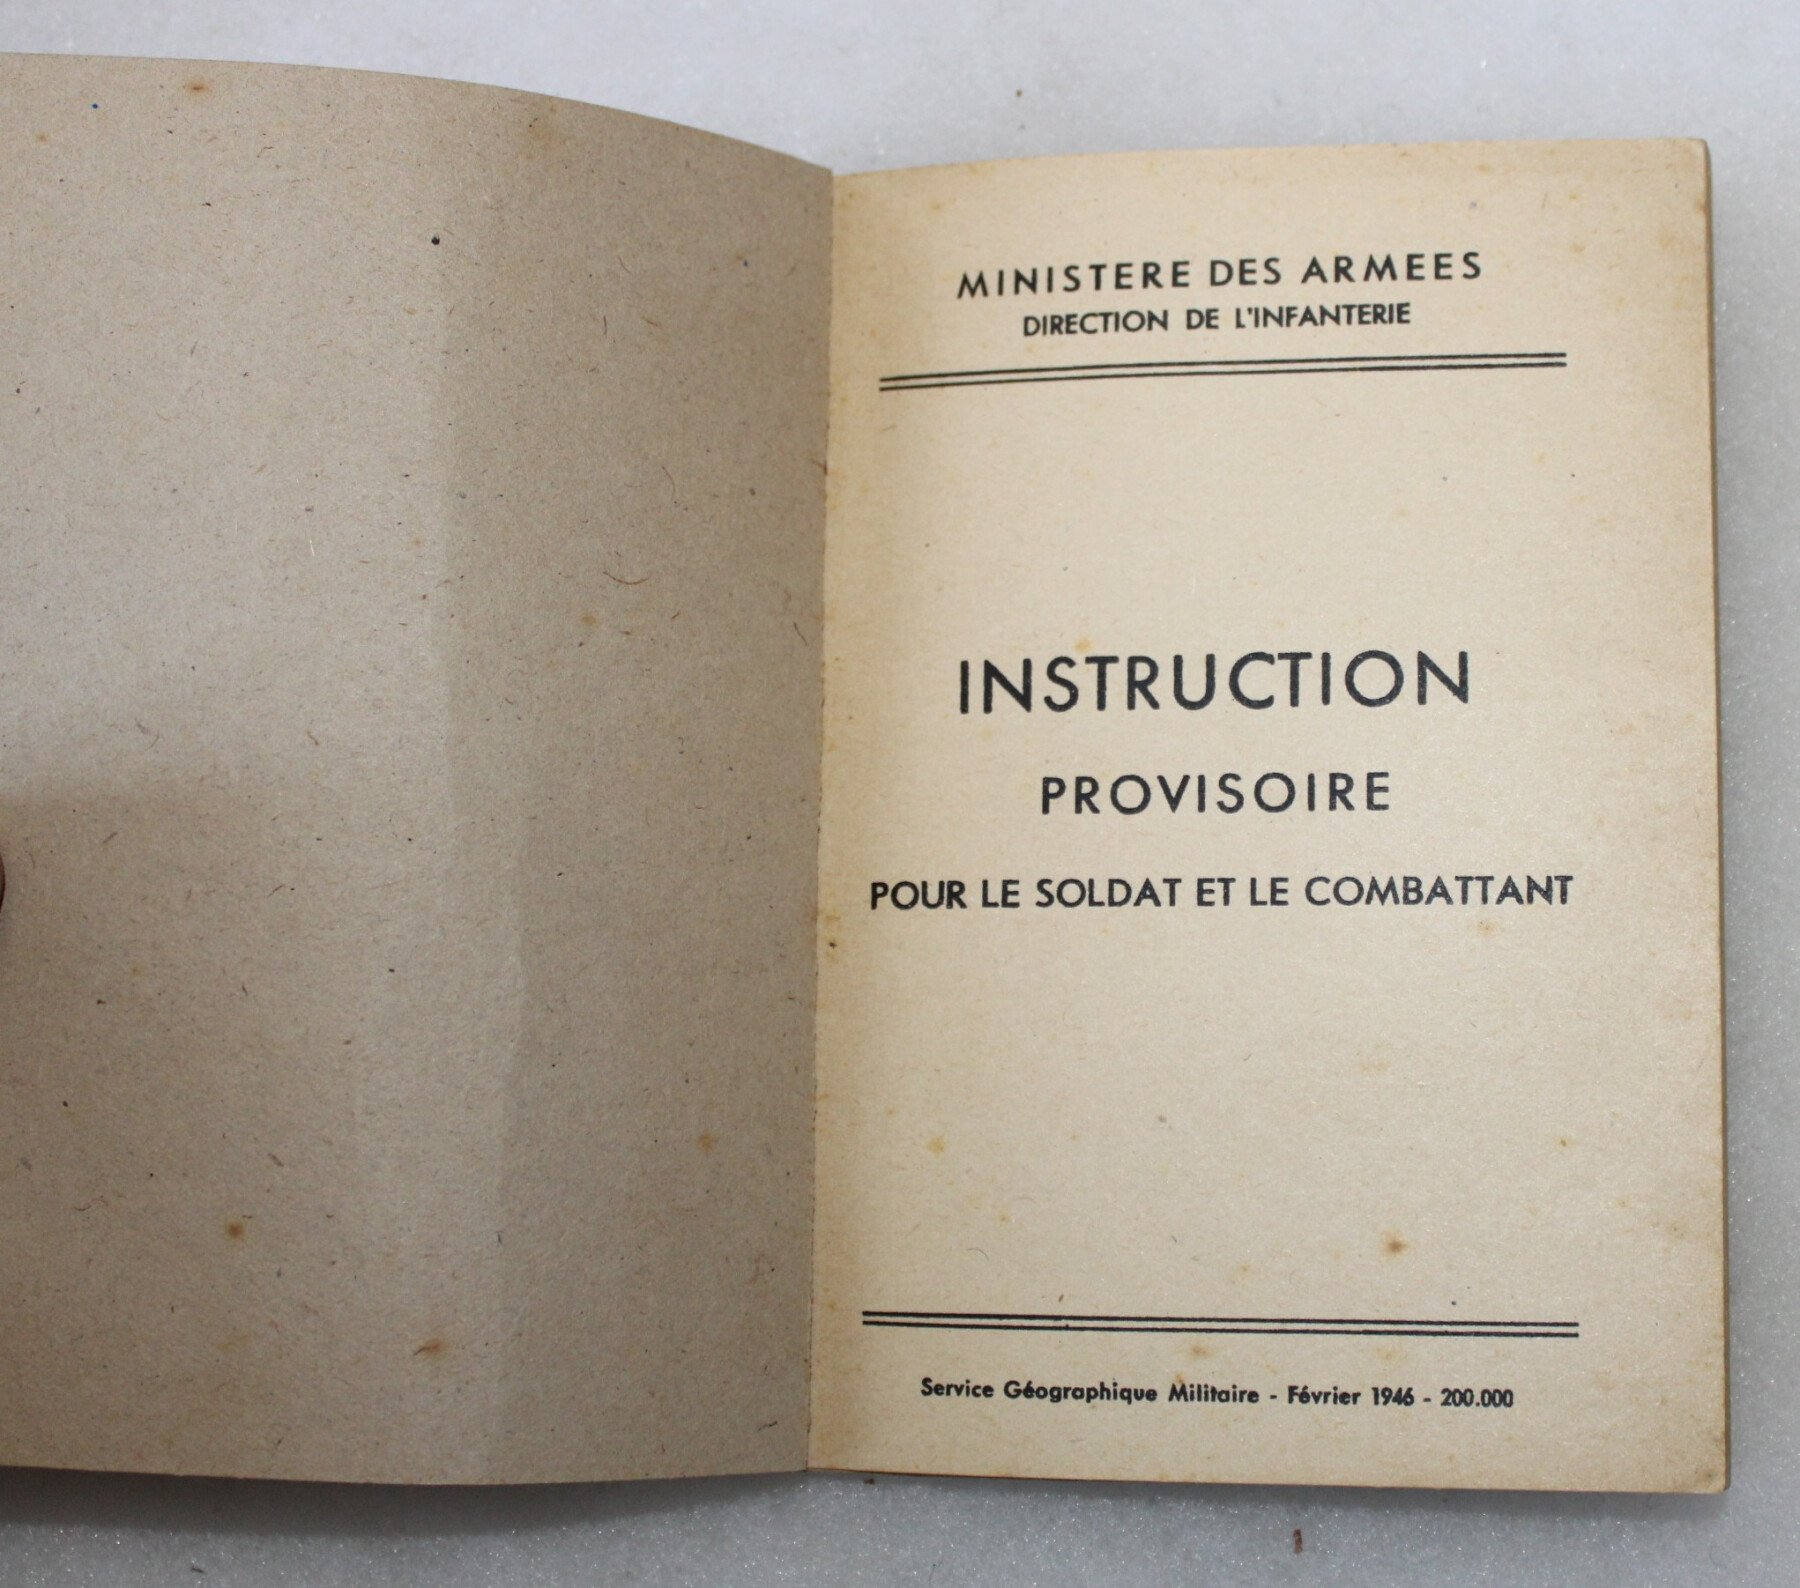 MINISTERE DES ARMEES
DIRECTION DE L'INFANTERIE
INSTRUCTION
PROVISOIRE
POUR LE SOLDAT ET LE COMBATTANT
Service Géographique Militaire - Février 1946 - 200.000